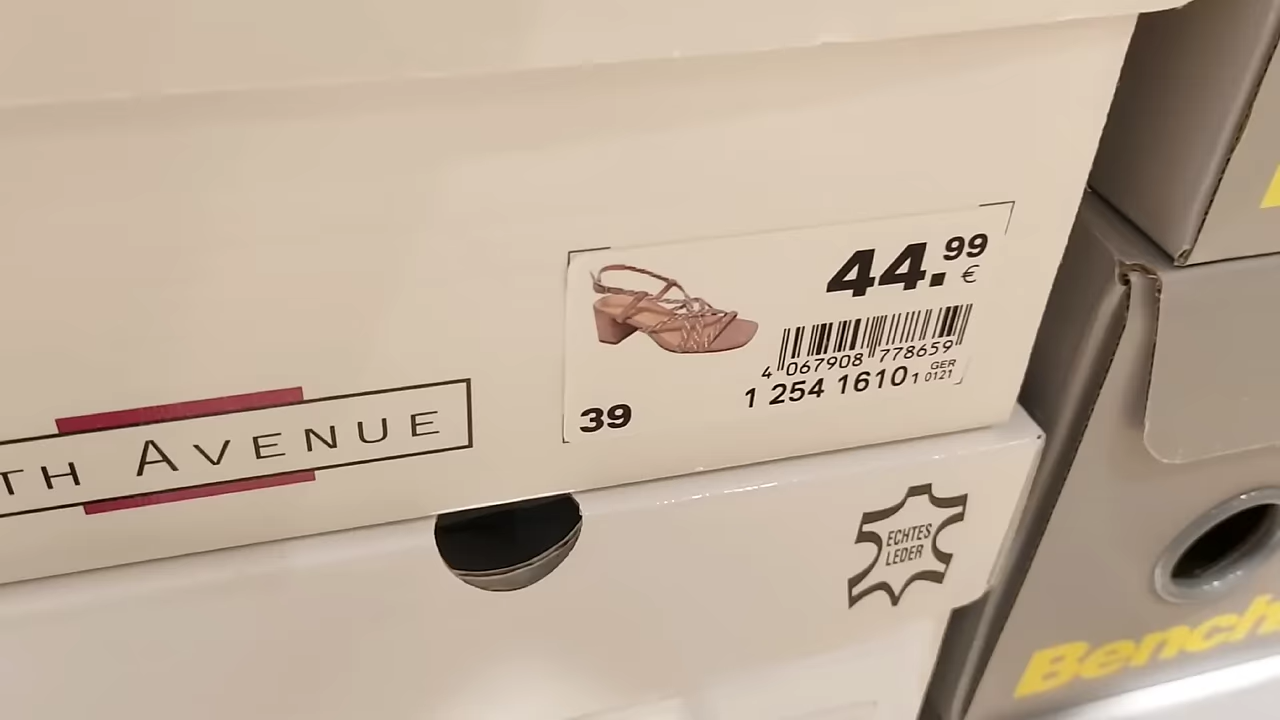 44.99
€
4 067908 778659
1 254 1610 1 GER 0121
39
TH AVENUE
ECHTES
LEDER
Bench